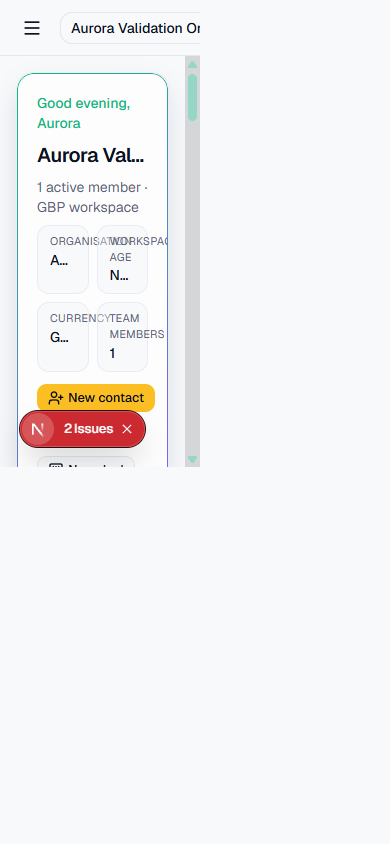 Aurora Validation Or
Good evening,
Aurora
Aurora Val...
1 active member ·
GBP workspace
ORGANISATION
WORKSPAC
AGE
A...
N...
CURRENCY
TEAM
MEMBERS
G...
1
New contact
2 Issues